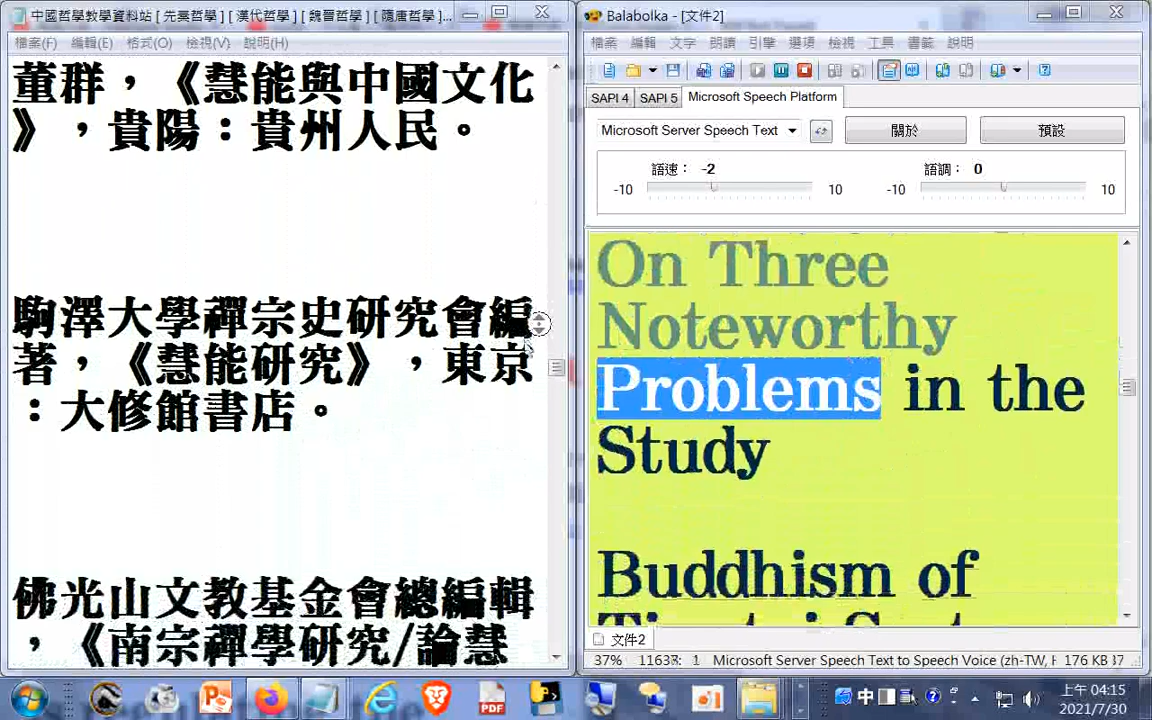 中國哲學教學資料站 [ 先秦哲學 ] [ 漢代哲學 ] [ 魏晉哲學 ] [ 隋唐哲學 ]...
檔案(F) 編輯(E) 格式(O) 檢視(V) 說明(H)
董群，《慧能與中國文化
》，貴陽：貴州人民。
駒澤大學禪宗史研究會編
著，《慧能研究》，東京
：大修館書店。
佛光山文教基金會總編輯
，《南宗禪學研究/論慧
Balabolka - [文件2]
檔案 編輯 文字 朗讀 引擎 選項 檢視 工具 書籤 說明
SAPI 4 SAPI 5 Microsoft Speech Platform
Microsoft Server Speech Text 關於 預設
語速： -2 語調： 0
-10 10 -10 10
On Three
Noteworthy
Problems in the
Study
Buddhism of
文件2
37% 11637: 1 Microsoft Server Speech Text to Speech Voice (zh-TW, 176 KB
中
上午 04:15
2021/7/30